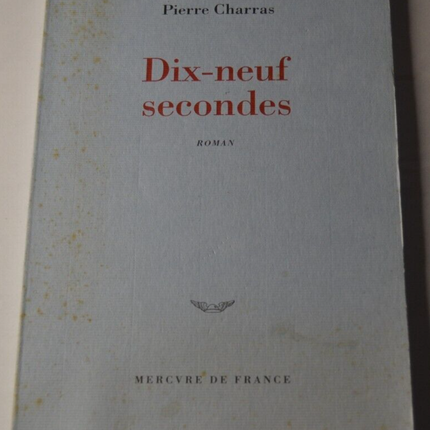 Pierre Charras
Dix-neuf
secondes
ROMAN
MERCVRE DE FRANCE